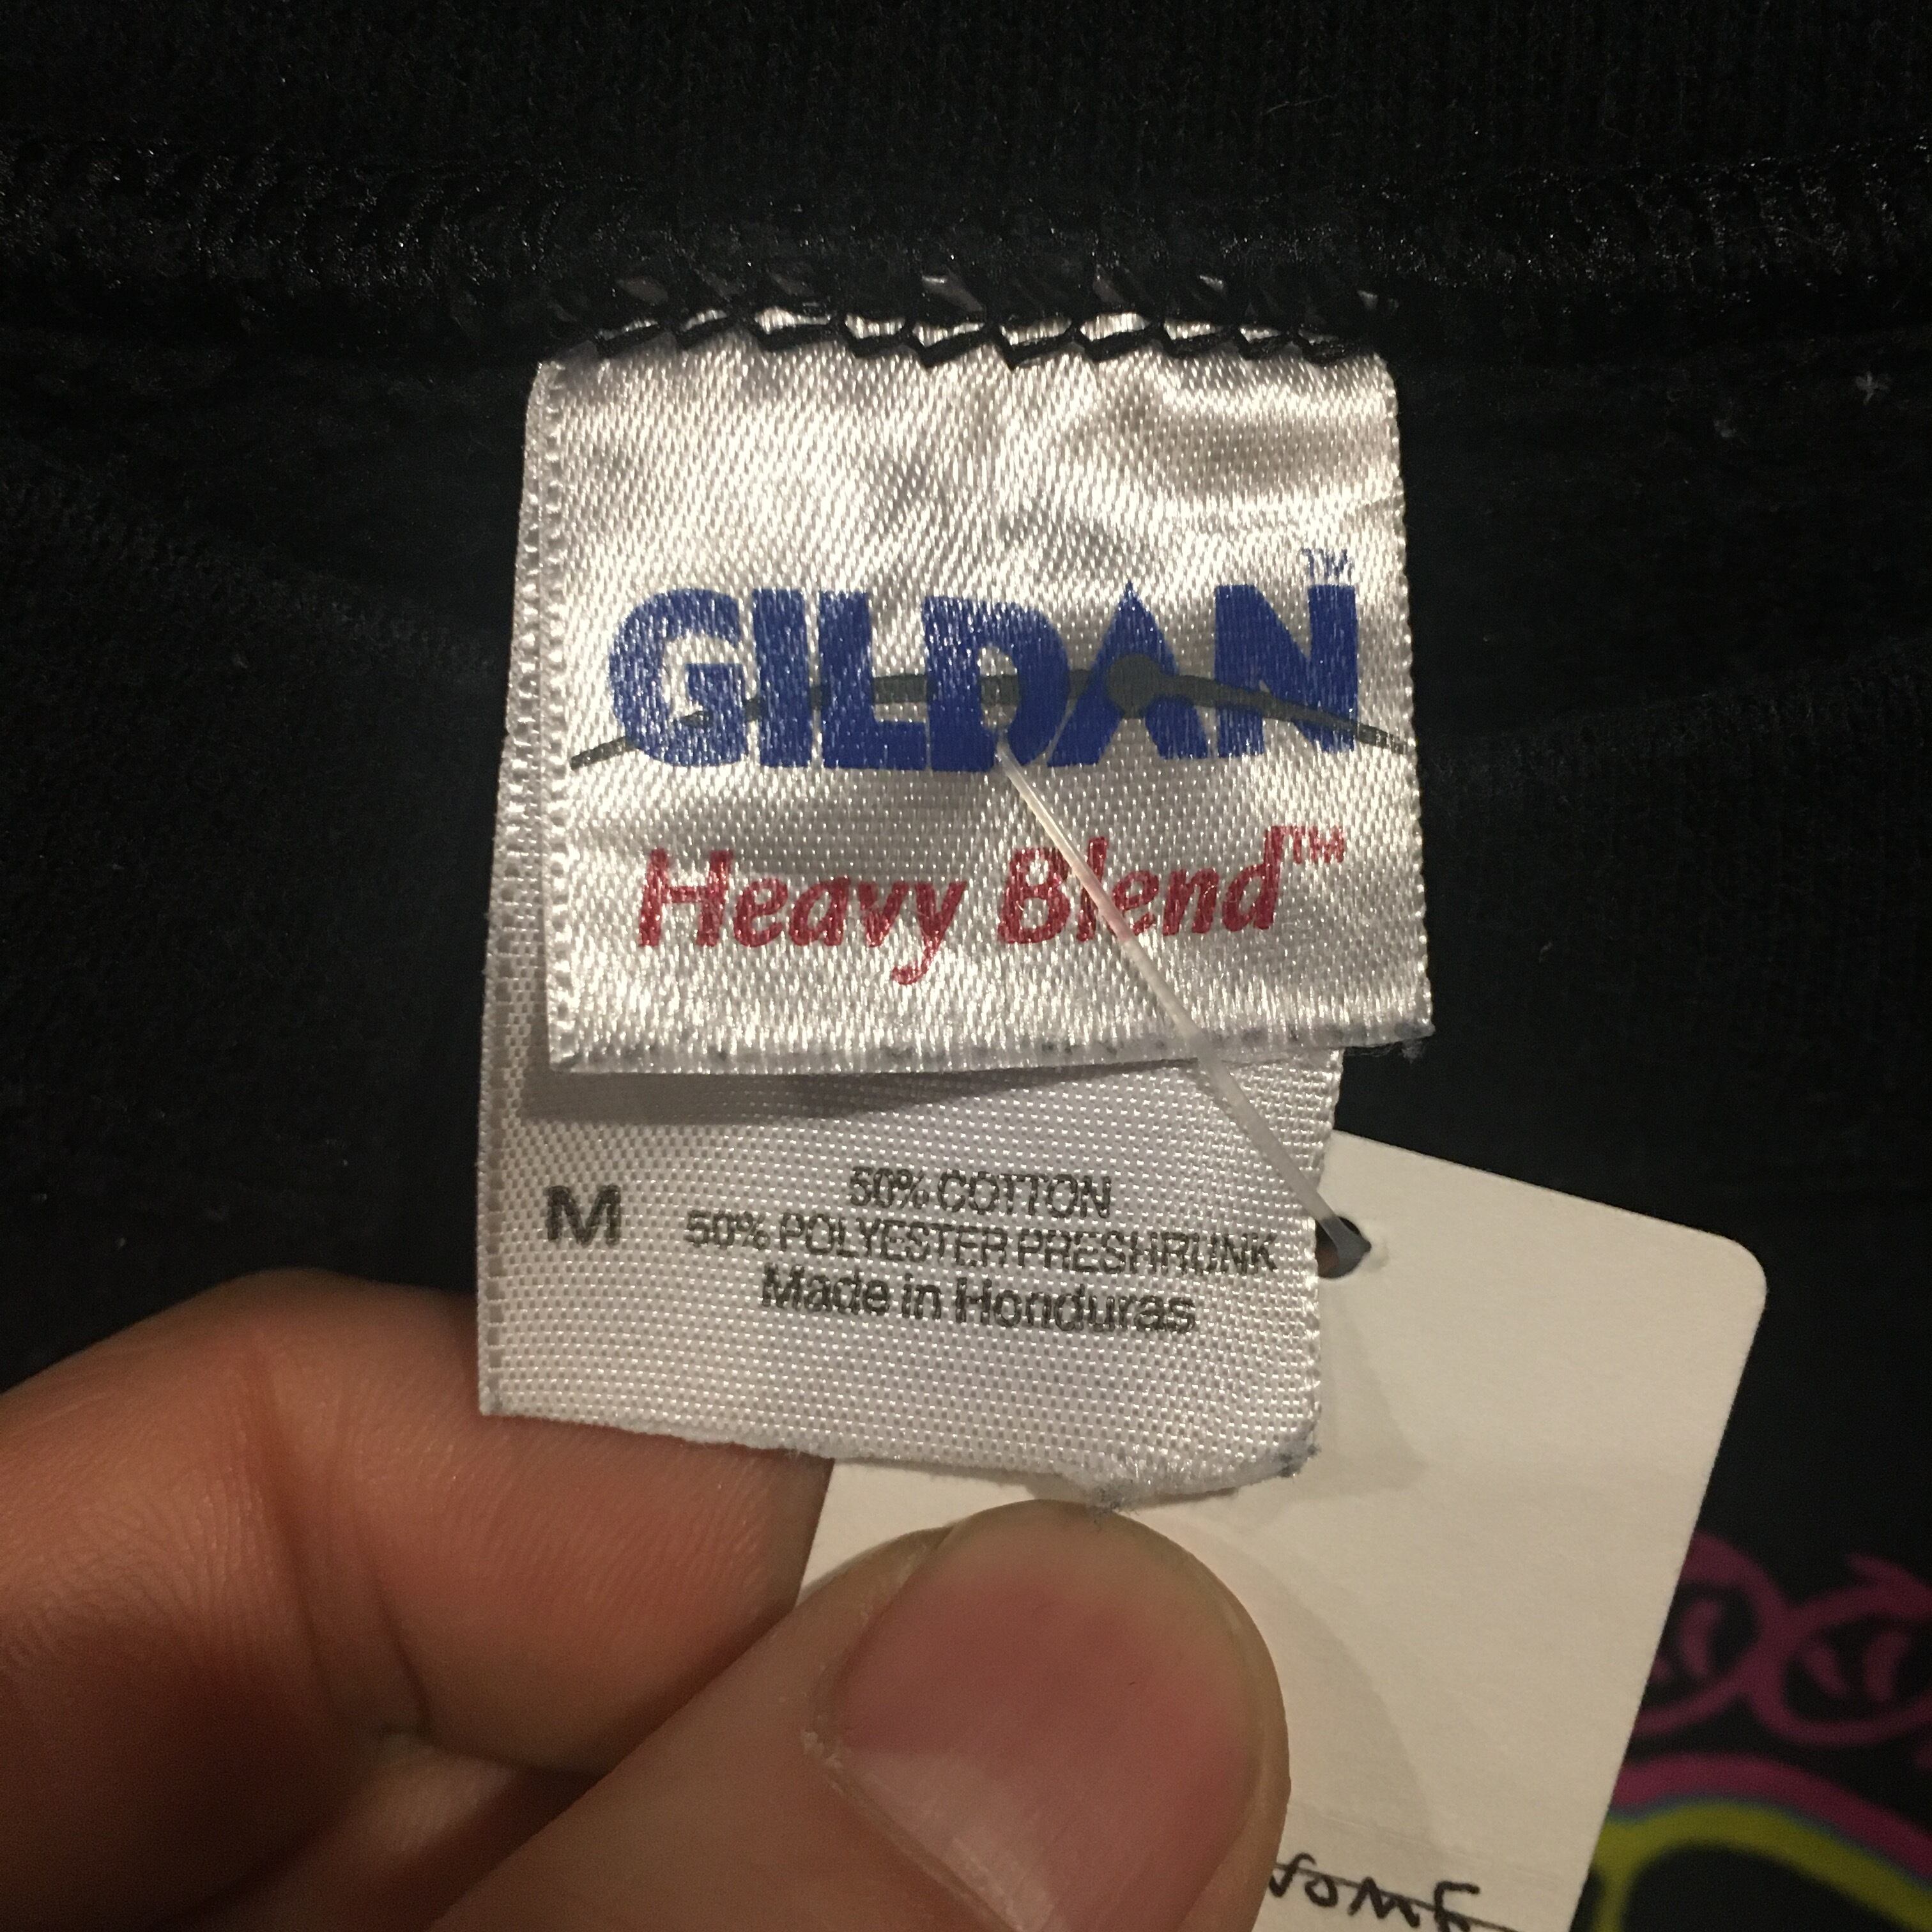 GILDAN™
Heavy Blend™
M
50% COTTON
50% POLYESTER PRESHRUNK
Made in Honduras